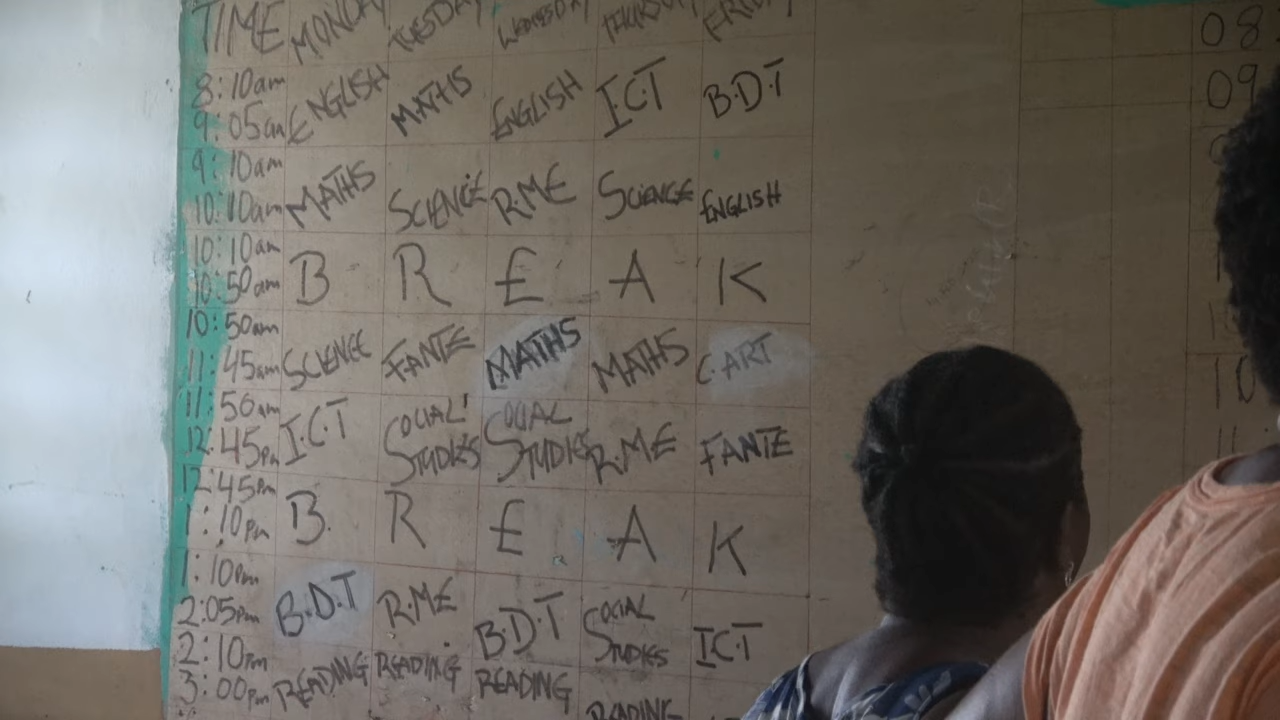 TIME MONDAY TUESDAY WEDNESDAY THURSDAY FRIDAY
8:10am
9:05am ENGLISH MATHS ENGLISH I.C.T B.D.T
9:10am
10:10am MATHS SCIENCE R.M.E SCIENCE ENGLISH
10:10am
10:50am B R E A K
10:50am
11:45am SCIENCE FANTE MATHS MATHS C.ART
11:50am
12:45pm I.C.T SOCIAL STUDIES SOCIAL STUDIES R.M.E FANTE
12:45pm
1:10pm B R E A K
1:10pm
2:05pm B.D.T R.M.E B.D.T SOCIAL STUDIES I.C.T
2:10pm
3:00pm READING READING READING READING
08
09
10
11